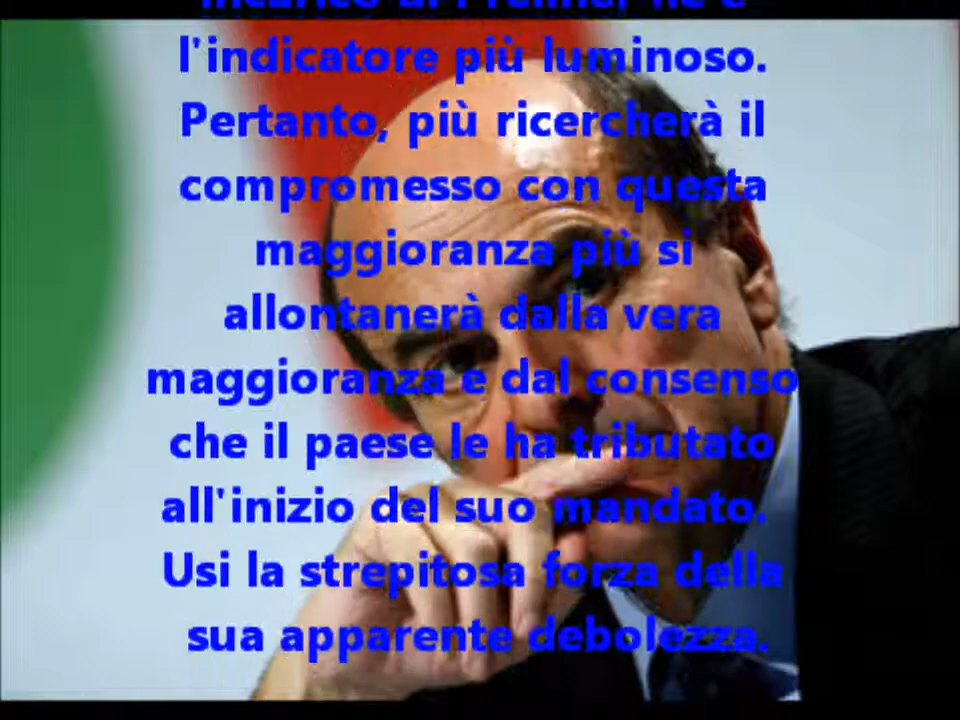 l'indicatore più luminoso.
Pertanto, più ricercherà il
compromesso con questa
maggioranza più si
allontanerà dalla vera
maggioranza e dal consenso
che il paese le ha tributato
all'inizio del suo mandato.
Usi la strepitosa forza della
sua apparente debolezza.